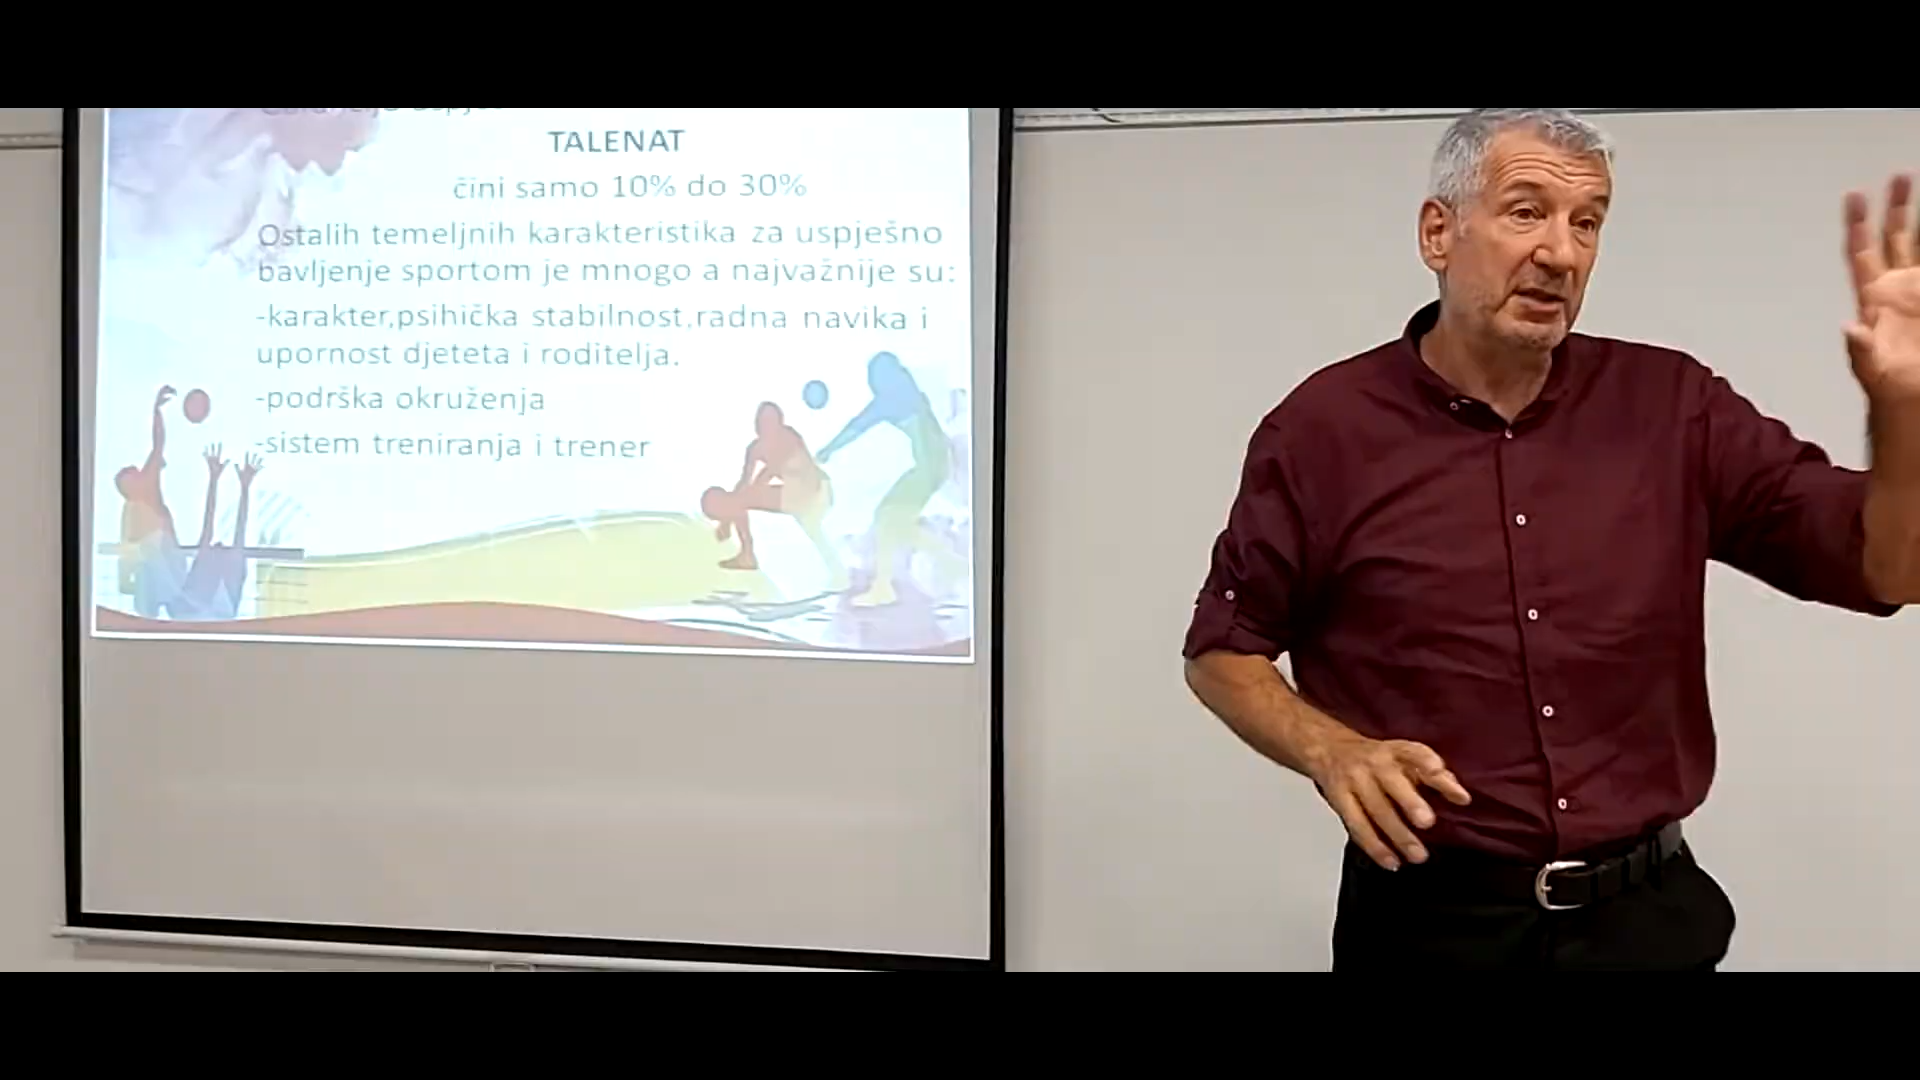 TALENAT
čini samo 10% do 30%
Ostalih temeljnih karakteristika za uspješno
bavljenje sportom je mnogo a najvažnije su:
-karakter,psihička stabilnost,radna navika i
upornost djeteta i roditelja.
-podrška okruženja
-sistem treniranja i trener